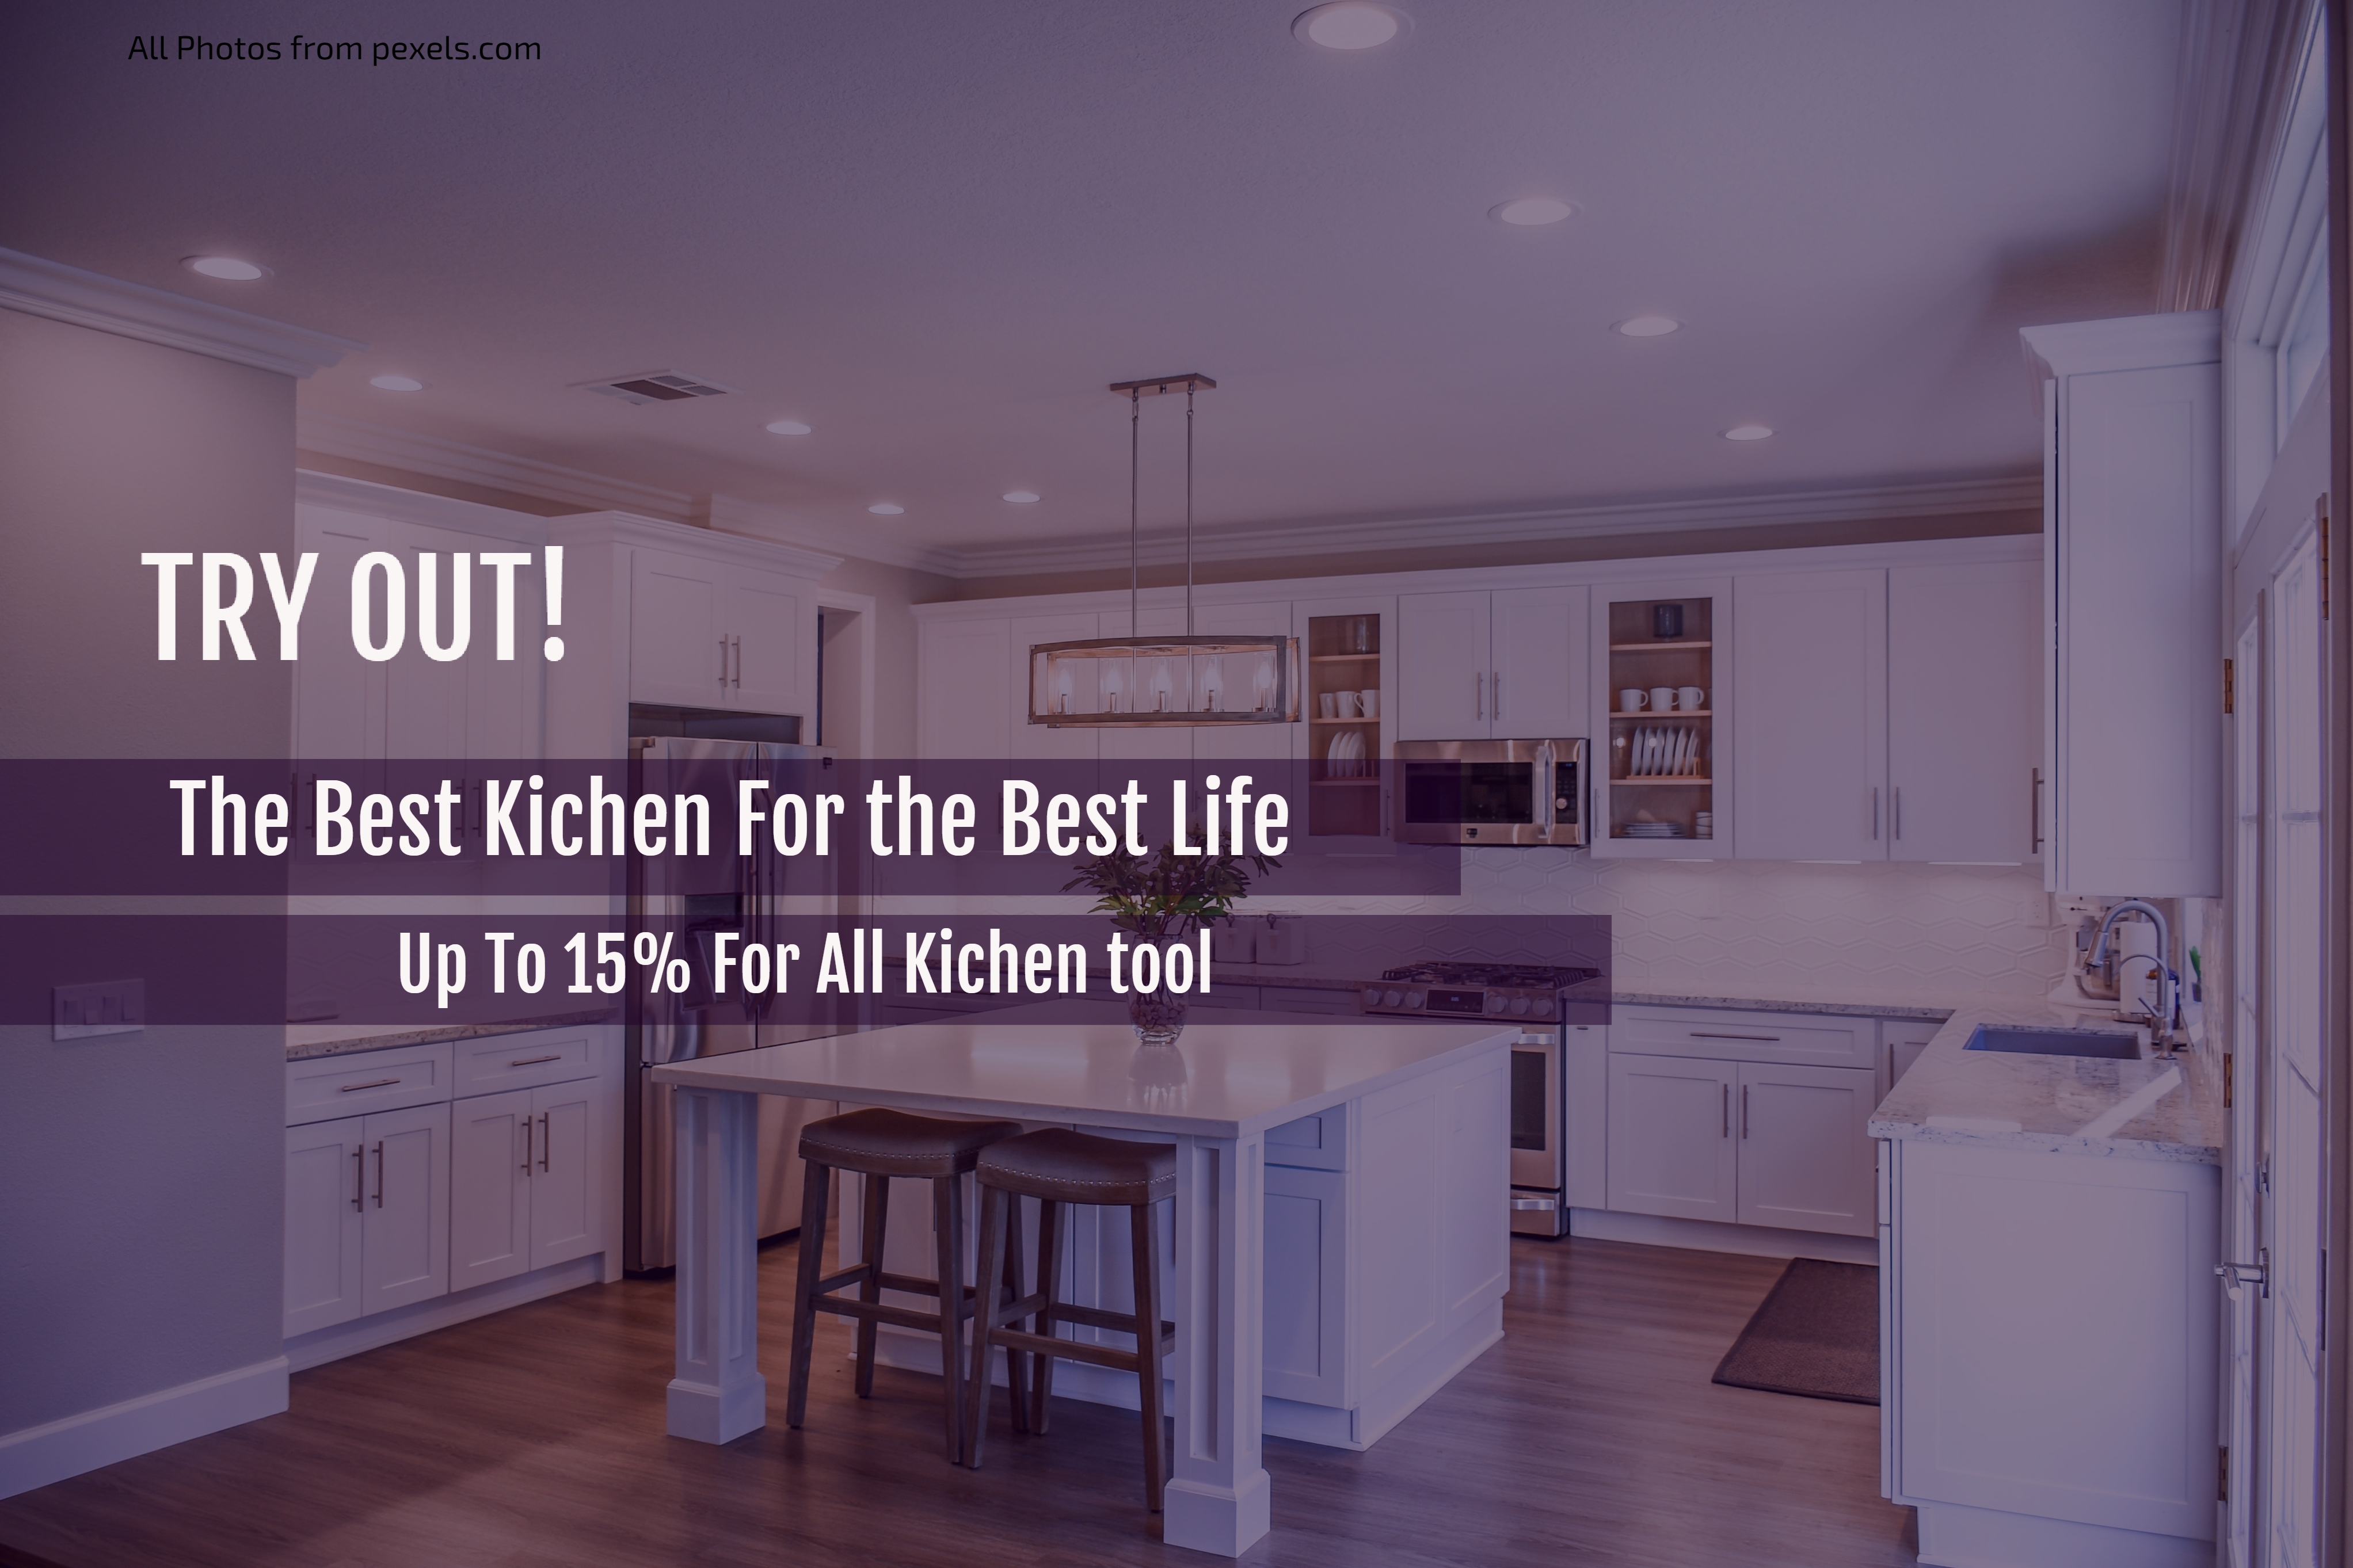 All Photos from pexels.com
TRY OUT!
The Best Kichen For the Best Life
Up To 15% For All Kichen tool